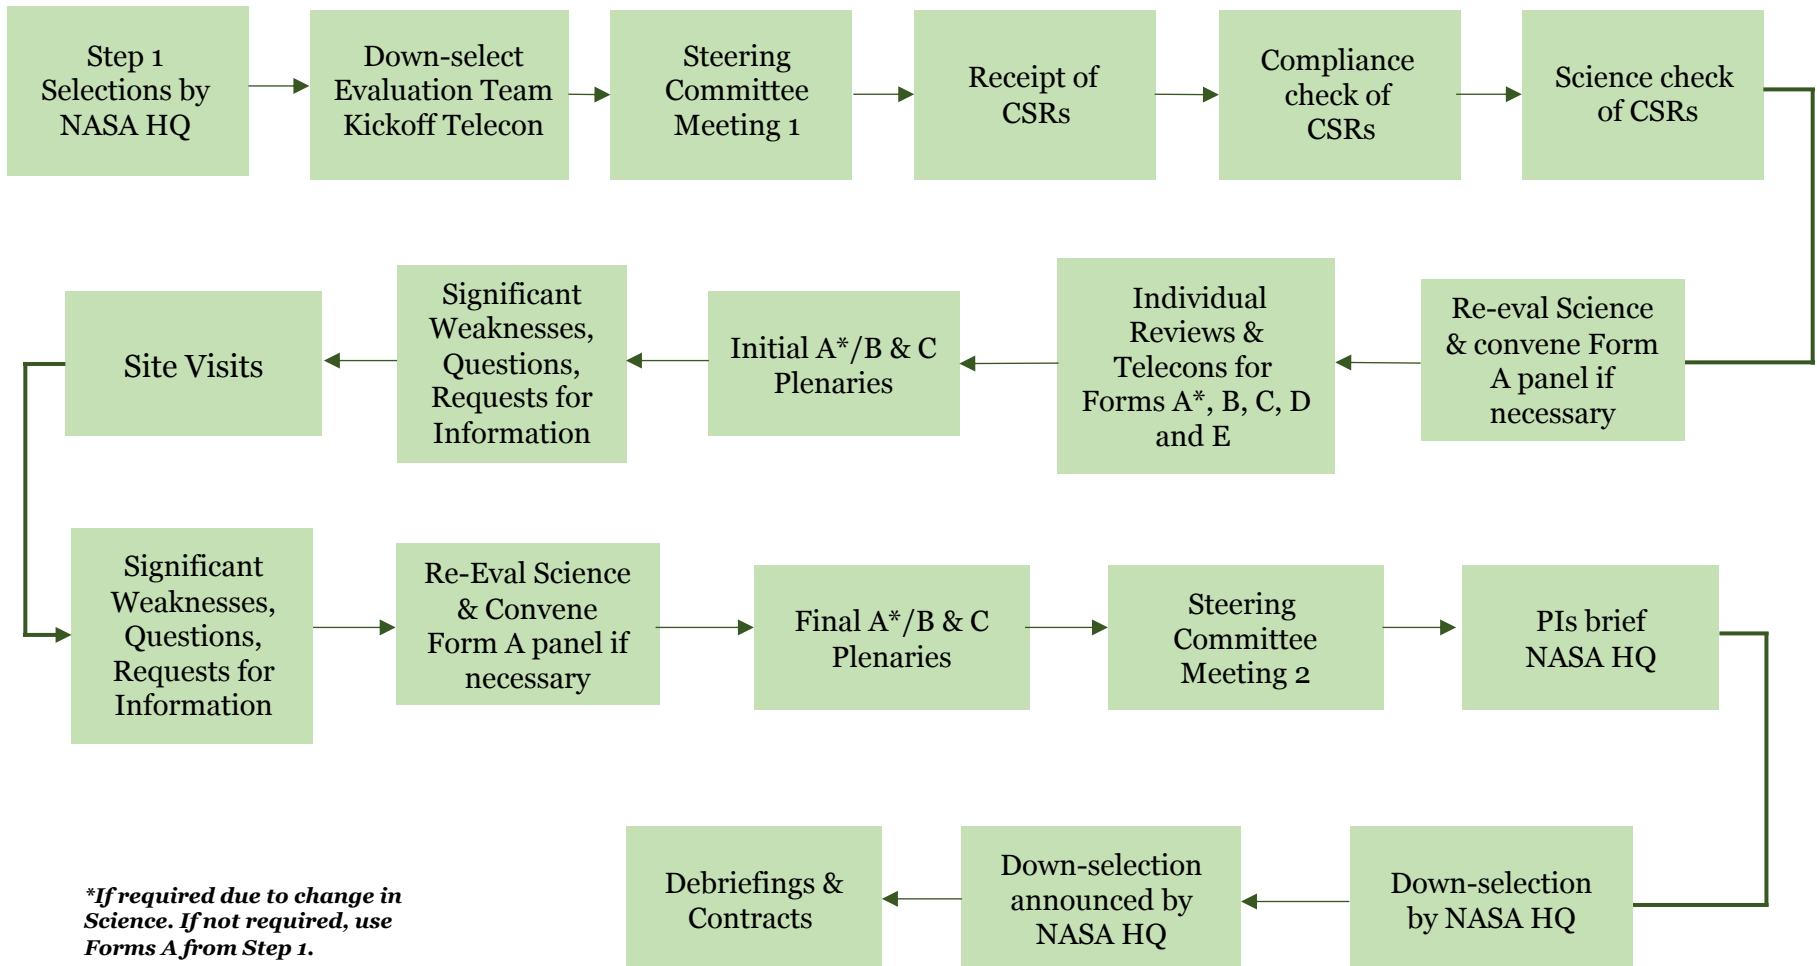 Step 1
Selections by
NASA HQ
Down-select
Evaluation Team
Kickoff Telecon
Steering
Committee
Meeting 1
Receipt of
CSRs
Compliance
check of
CSRs
Science check
of CSRs
Re-eval Science
& convene Form
A panel if
necessary
Individual
Reviews &
Telecons for
Forms A*, B, C, D
and E
Initial A*/B & C
Plenaries
Significant
Weaknesses,
Questions,
Requests for
Information
Site Visits
Significant
Weaknesses,
Questions,
Requests for
Information
Re-Eval Science
& Convene
Form A panel if
necessary
Final A*/B & C
Plenaries
Steering
Committee
Meeting 2
PIs brief
NASA HQ
Down-selection
by NASA HQ
Down-selection
announced by
NASA HQ
Debriefings &
Contracts
*If required due to change in
Science. If not required, use
Forms A from Step 1.